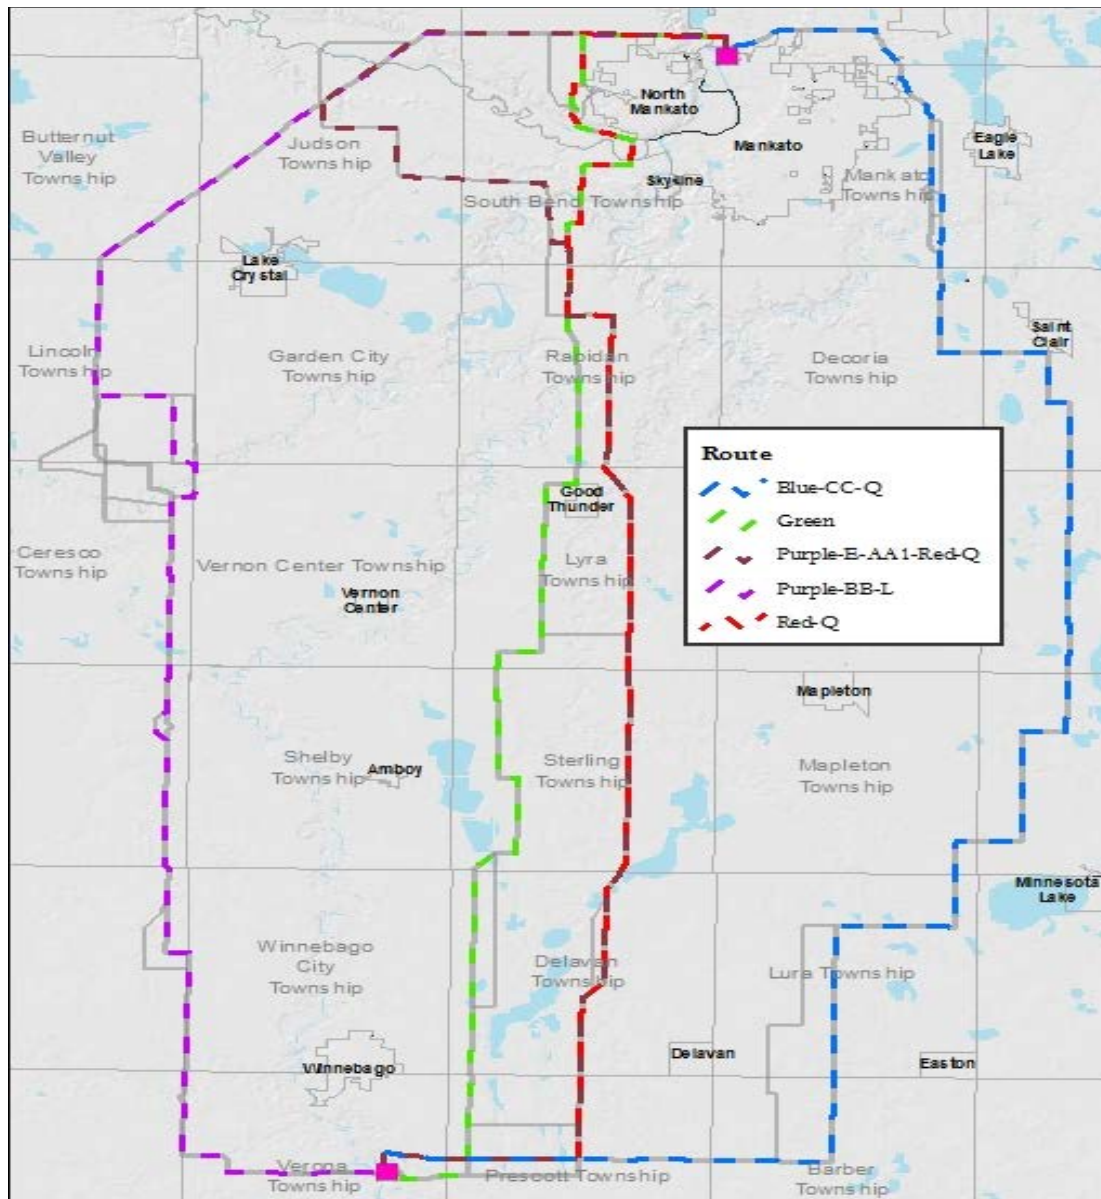 North
Mankato
Mankato
Eagle
Lake
Butternut
Valley
Township
Judson
Township
Skyline
Mankato
Township
South Bend Township
Lake
Crystal
Saint
Clair
Lincoln
Township
Garden City
Township
Rapidan
Township
Decoria
Township
Route
Blue-CC-Q
Green
Purple-E-AA1-Red-Q
Purple-BB-L
Red-Q
Good
Thunder
Ceresco
Township
Vernon Center Township
Lyra
Township
Vernon
Center
Mapleton
Shelby
Township
Amboy
Sterling
Township
Mapleton
Township
Minnesota
Lake
Winnebago
City
Township
Delavan
Township
Lura Township
Winnebago
Delavan
Easton
Verona
Township
Prescott Township
Barber
Township